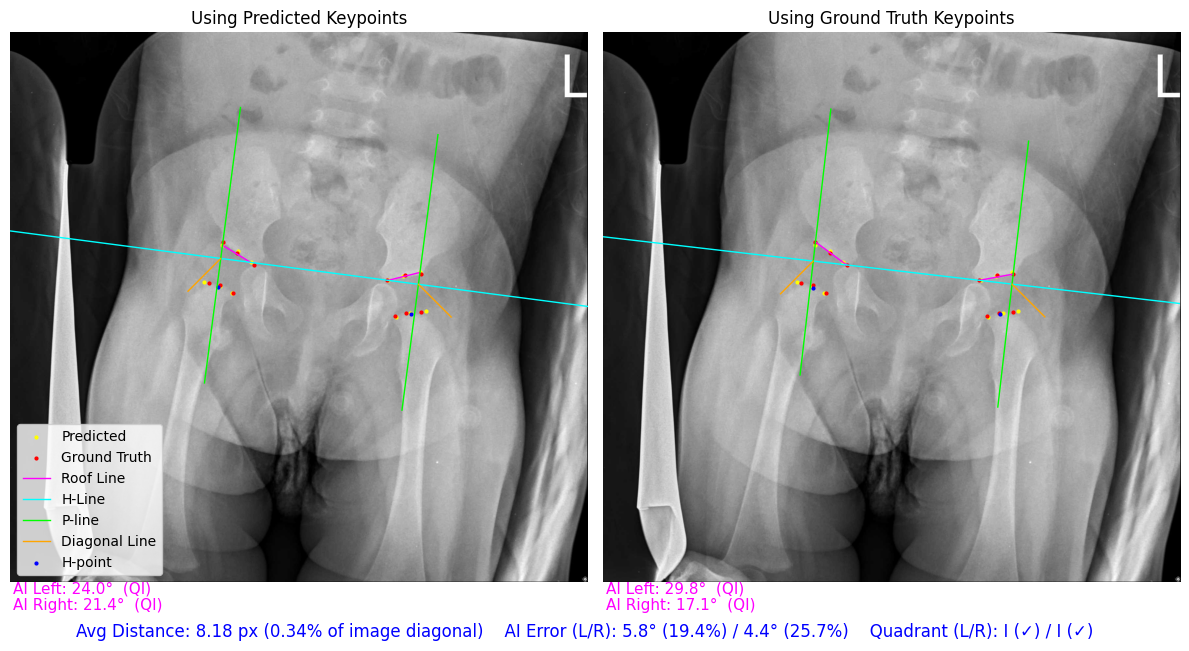 Using Predicted Keypoints
Using Ground Truth Keypoints
L
L
Predicted
Ground Truth
Roof Line
H-Line
P-line
Diagonal Line
H-point
AI Left: 24.0° (QI)
AI Right: 21.4° (QI)
AI Left: 29.8° (QI)
AI Right: 17.1° (QI)
Avg Distance: 8.18 px (0.34% of image diagonal) AI Error (L/R): 5.8° (19.4%) / 4.4° (25.7%) Quadrant (L/R): I (✓) / I (✓)